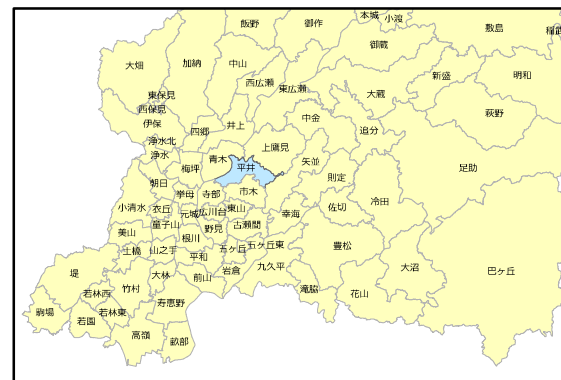 本城
小渡
飯野
御作
敷島
稲武
御蔵
大畑
加納
中山
新盛
明和
西広瀬
東広瀬
大蔵
東保見
西保見
萩野
中金
伊保
四郷
井上
追分
浄水北
上鷹見
浄水
青木
矢並
梅坪
平井
足助
則定
朝日
挙母
寺部
市木
冷田
小清水
衣丘
元城
広川台
東山
幸海
佐切
美山
童子山
野見
古瀬間
根川
土橋
山之手
平和
五ケ丘
五ケ丘東
豊松
堤
大林
前山
岩倉
九久平
大沼
巴ケ丘
竹村
若林西
滝脇
花山
駒場
若園
若林東
寿恵野
高嶺
畝部